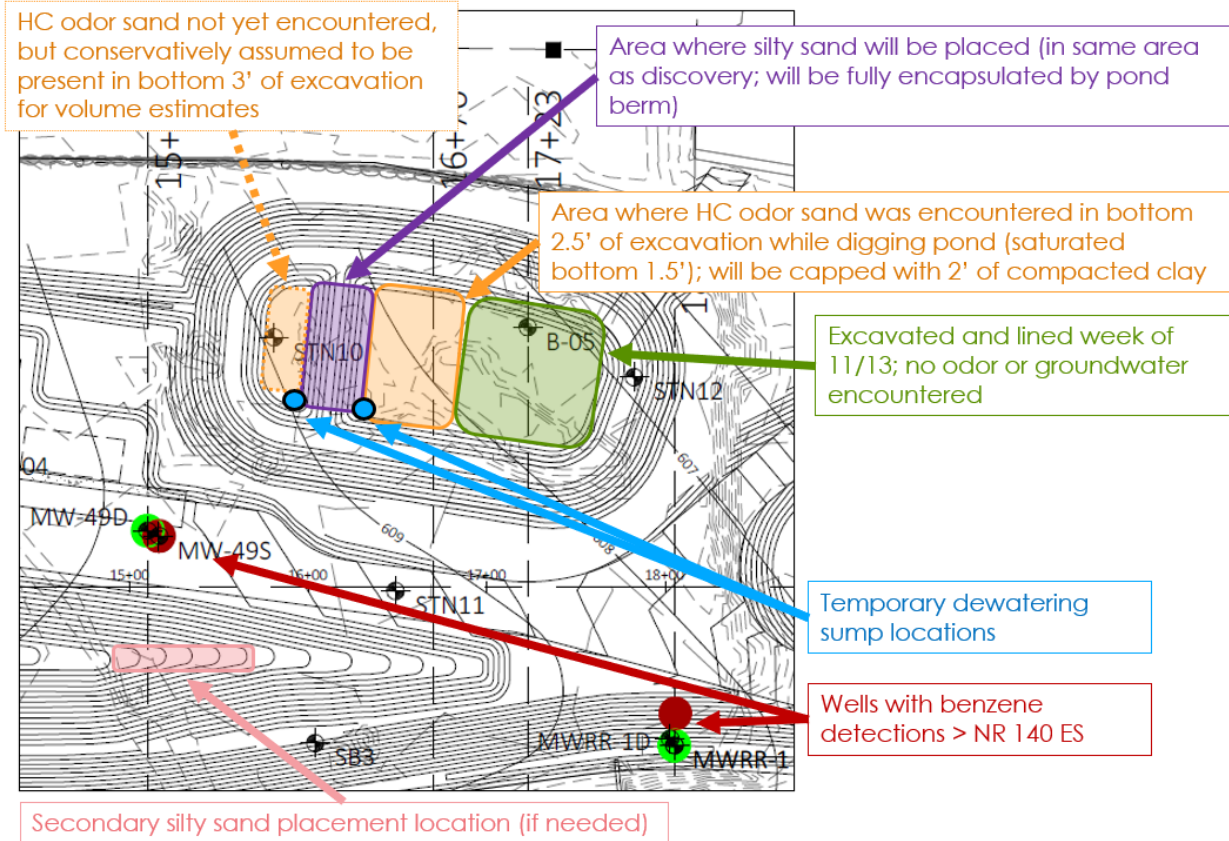 HC odor sand not yet encountered,
but conservatively assumed to be
present in bottom 3' of excavation
for volume estimates
Area where silty sand will be placed (in same area
as discovery; will be fully encapsulated by pond
berm)
17+23
Area where HC odor sand was encountered in bottom
2.5' of excavation while digging pond (saturated
bottom 1.5'); will be capped with 2' of compacted clay
Excavated and lined week of
11/13; no odor or groundwater
encountered
STN10
B-05
STN12
607
04
609
608
MW-49D
MW-49S
15+00
16+00
17+00
18+00
STN11
Temporary dewatering
sump locations
Wells with benzene
detections > NR 140 ES
SB3
MWRR-1D
MWRR-1
Secondary silty sand placement location (if needed)